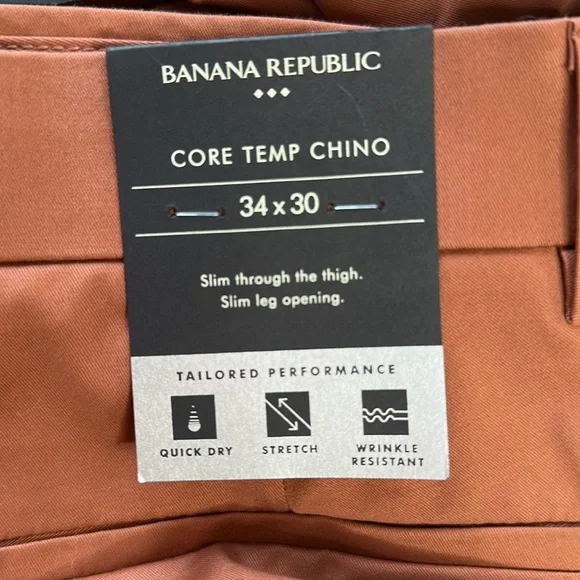 BANANA REPUBLIC
CORE TEMP CHINO
34 x 30
Slim through the thigh.
Slim leg opening.
TAILORED PERFORMANCE
QUICK DRY
STRETCH
WRINKLE
RESISTANT